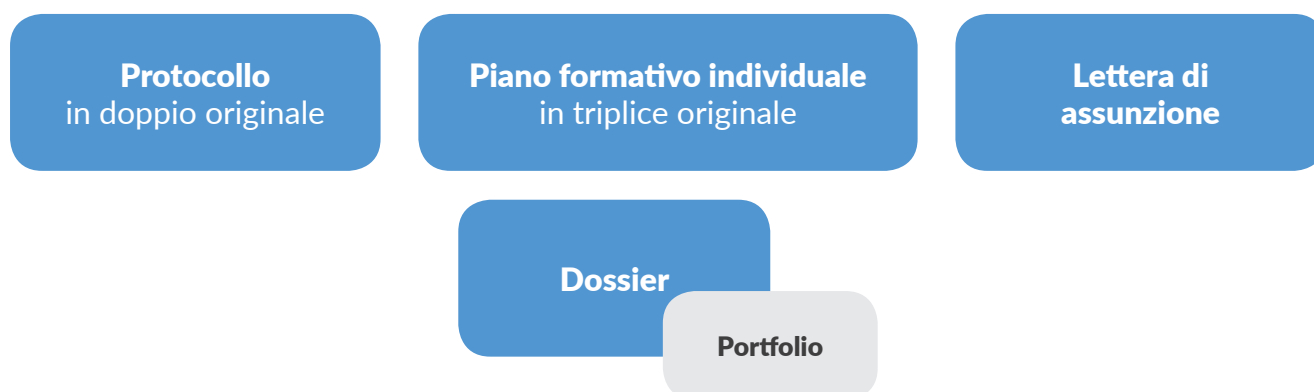 Protocollo
in doppio originale
Piano formativo individuale
in triplice originale
Lettera di
assunzione
Dossier
Portfolio